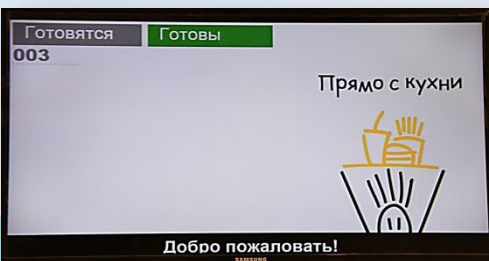 Готовятся Готовы
003
Прямо с кухни
Добро пожаловать!
SAMSUNG